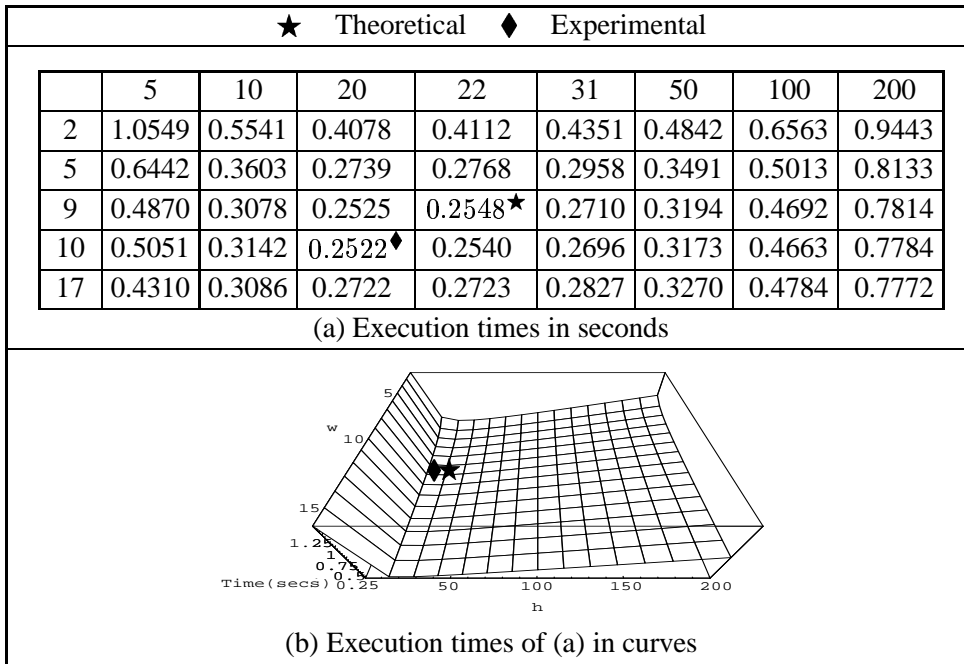 ★ Theoretical ♦ Experimental
5 10 20 22 31 50 100 200
2 1.0549 0.5541 0.4078 0.4112 0.4351 0.4842 0.6563 0.9443
5 0.6442 0.3603 0.2739 0.2768 0.2958 0.3491 0.5013 0.8133
9 0.4870 0.3078 0.2525 0.2548★ 0.2710 0.3194 0.4692 0.7814
10 0.5051 0.3142 0.2522♦ 0.2540 0.2696 0.3173 0.4663 0.7784
17 0.4310 0.3086 0.2722 0.2723 0.2827 0.3270 0.4784 0.7772
(a) Execution times in seconds
5
w
10
15
1.25
1
0.75
0.5
Time(secs) 0.25 50 100 150 200
h
(b) Execution times of (a) in curves